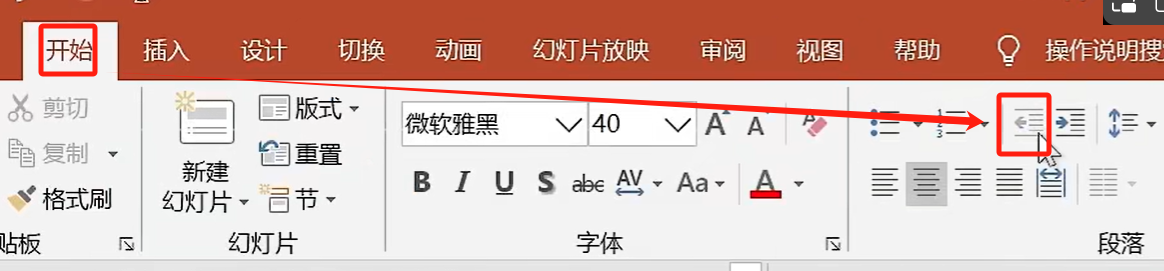 开始 插入 设计 切换 动画 幻灯片放映 审阅 视图 帮助 操作说明搜
剪切 版式 微软雅黑 40 A A
复制 新建 重置
格式刷 幻灯片 节 B I U S abc AV Aa A
贴板 幻灯片 字体 段落